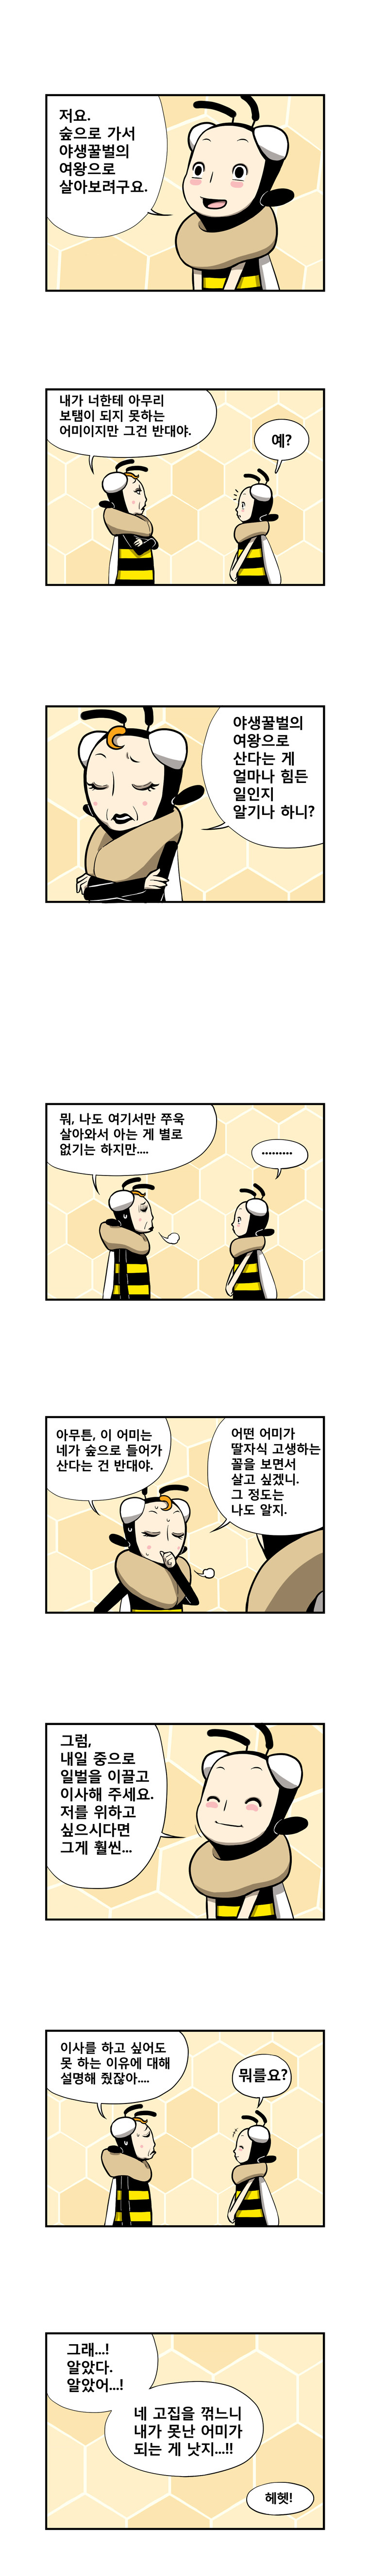 저요.
숲으로 가서
야생꿀벌의
여왕으로
살아보려구요.
내가 너한테 아무리
보탬이 되지 못하는
어미이지만 그건 반대야.
예?
야생꿀벌의
여왕으로
산다는 게
얼마나 힘든
일인지
알기나 하니?
뭐, 나도 여기서만 쭈욱
살아와서 아는 게 별로
없기는 하지만....
.........
아무튼, 이 어미는
네가 숲으로 들어가
산다는 건 반대야.
어떤 어미가
딸자식 고생하는
꼴을 보면서
살고 싶겠니.
그 정도는
나도 알지.
그럼,
내일 중으로
일벌을 이끌고
이사해 주세요.
저를 위하고
싶으시다면
그게 훨씬...
이사를 하고 싶어도
못 하는 이유에 대해
설명해 줬잖아....
뭐를요?
그래...!
알았다.
알았어...!
네 고집을 꺾느니
내가 못난 어미가
되는 게 낫지...!!
헤헷!